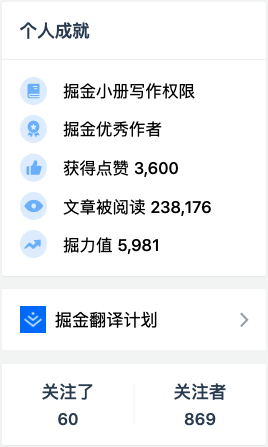 个人成就
掘金小册写作权限
掘金优秀作者
获得点赞 3,600
文章被阅读 238,176
掘力值 5,981
掘金翻译计划
关注了 关注者
60 869